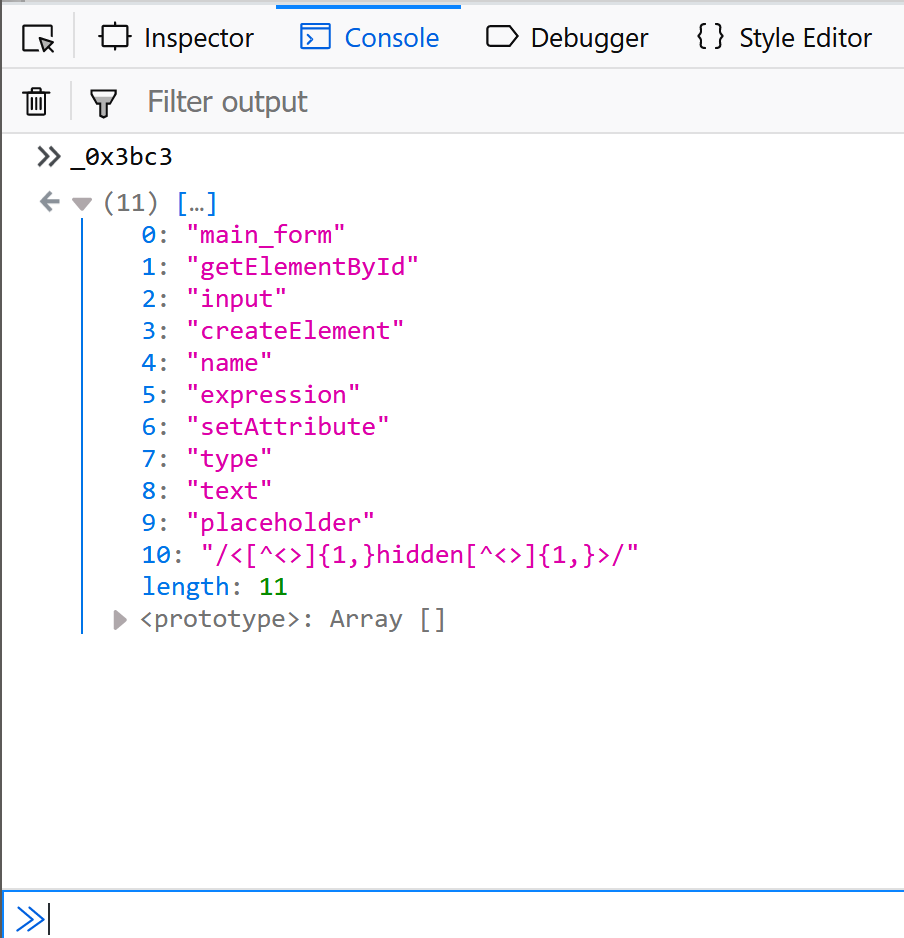 Inspector Console Debugger {} Style Editor
Filter output
>> _0x3bc3
(11) […]
0: "main_form"
1: "getElementById"
2: "input"
3: "createElement"
4: "name"
5: "expression"
6: "setAttribute"
7: "type"
8: "text"
9: "placeholder"
10: "/<[^<>]{1,}hidden[^<>]{1,}>/"
length: 11
<prototype>: Array []
>>